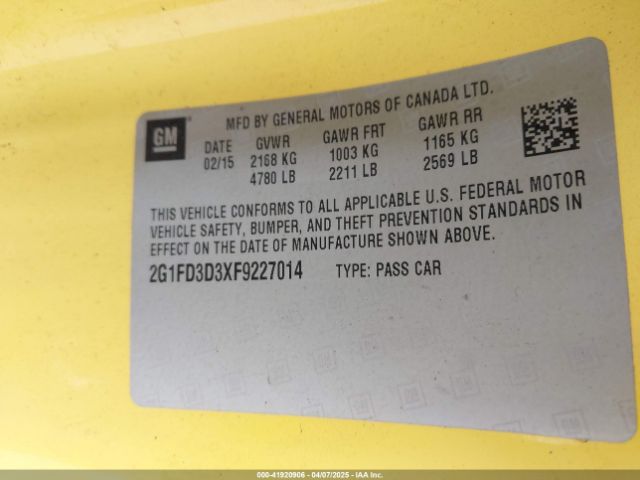 GM
MFD BY GENERAL MOTORS OF CANADA LTD.
DATE GVWR GAWR FRT GAWR RR
02/15 2168 KG 1003 KG 1165 KG
4780 LB 2211 LB 2569 LB
THIS VEHICLE CONFORMS TO ALL APPLICABLE U.S. FEDERAL MOTOR
VEHICLE SAFETY, BUMPER, AND THEFT PREVENTION STANDARDS IN
EFFECT ON THE DATE OF MANUFACTURE SHOWN ABOVE.
2G1FD3D3XF9227014 TYPE: PASS CAR
000-41920906 - 04/07/2025 - IAA Inc.